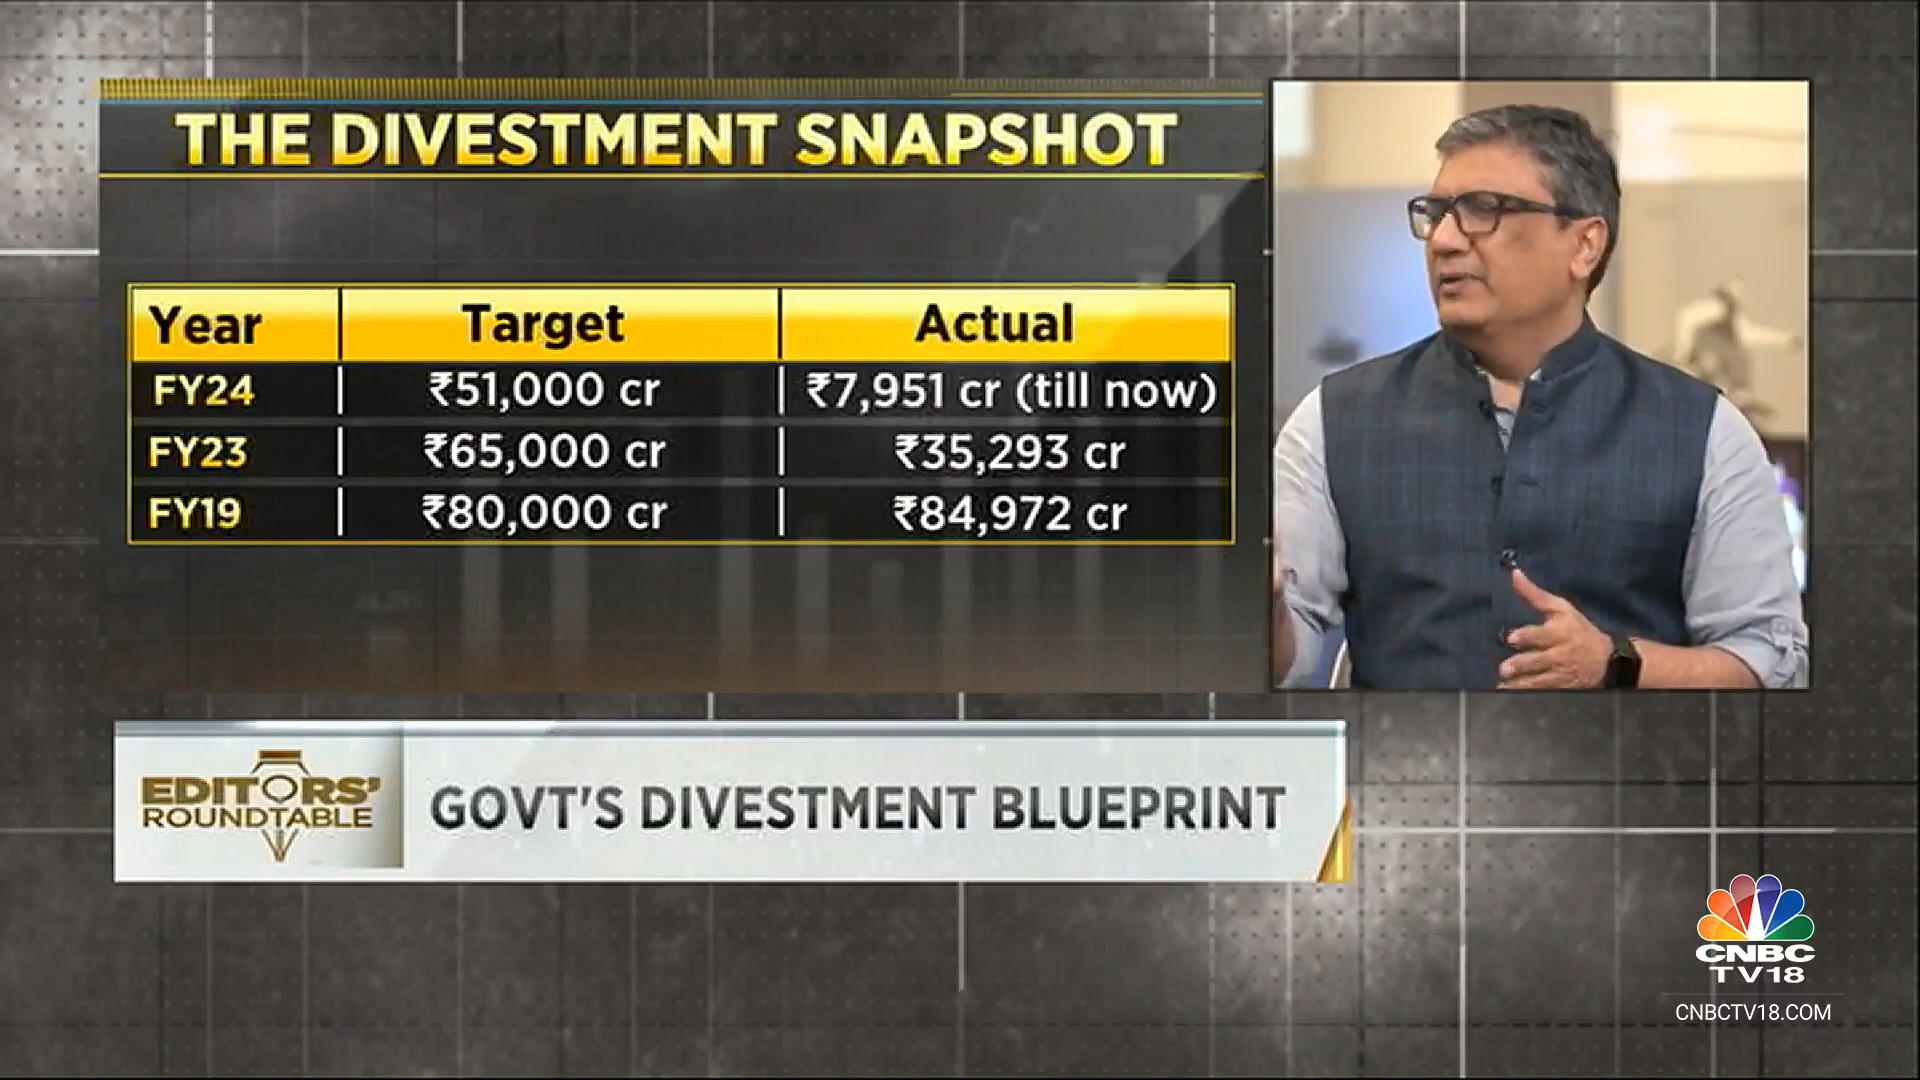 THE DIVESTMENT SNAPSHOT
Year Target Actual
FY24 ₹51,000 cr ₹7,951 cr (till now)
FY23 ₹65,000 cr ₹35,293 cr
FY19 ₹80,000 cr ₹84,972 cr
EDITORS'
ROUNDTABLE
GOVT'S DIVESTMENT BLUEPRINT
CNBC
TV18
CNBCTV18.COM